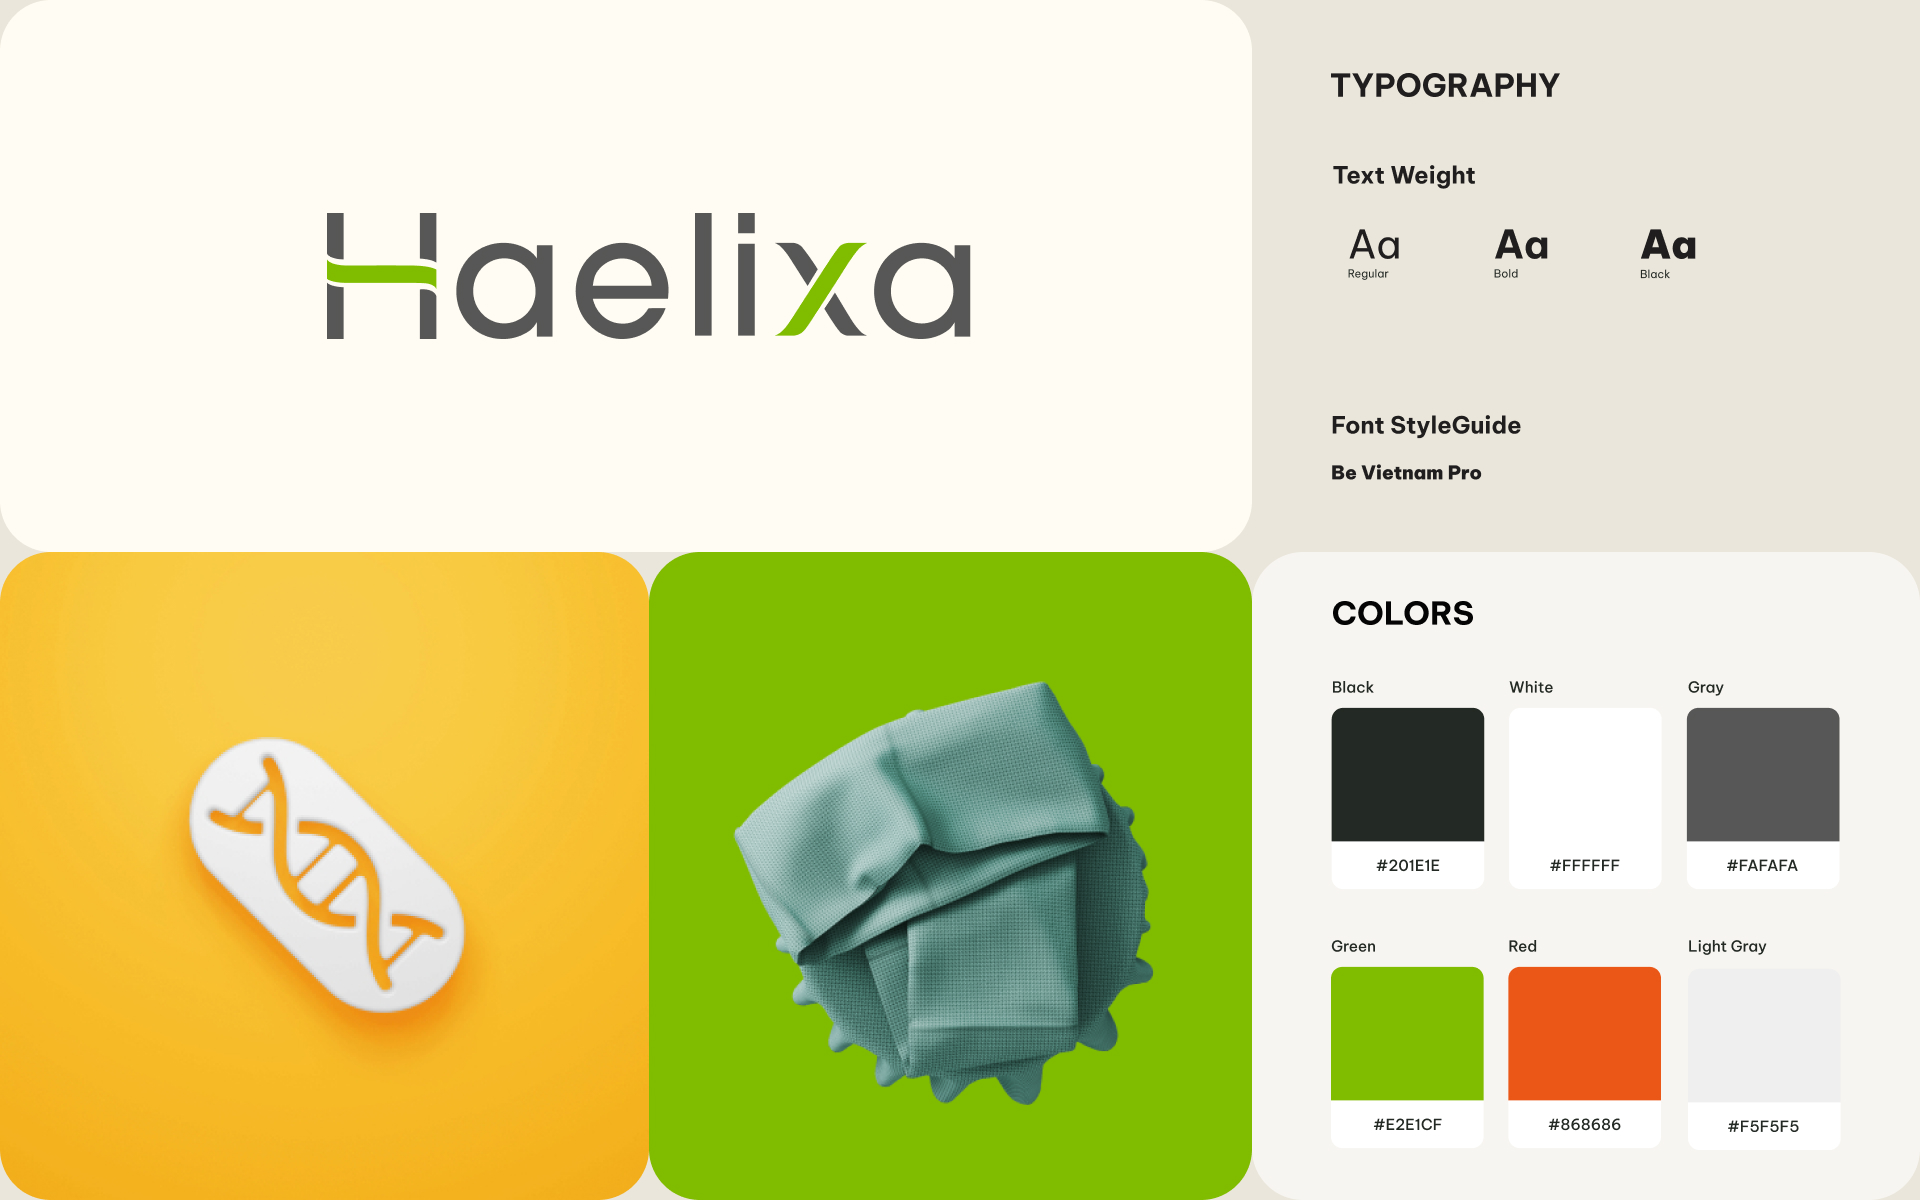 Haelixa
TYPOGRAPHY
Text Weight
Aa Aa Aa
Regular Bold Black
Font StyleGuide
Be Vietnam Pro
COLORS
Black White Gray
#201E1E #FFFFFF #FAFAFA
Green Red Light Gray
#E2E1CF #868686 #F5F5F5